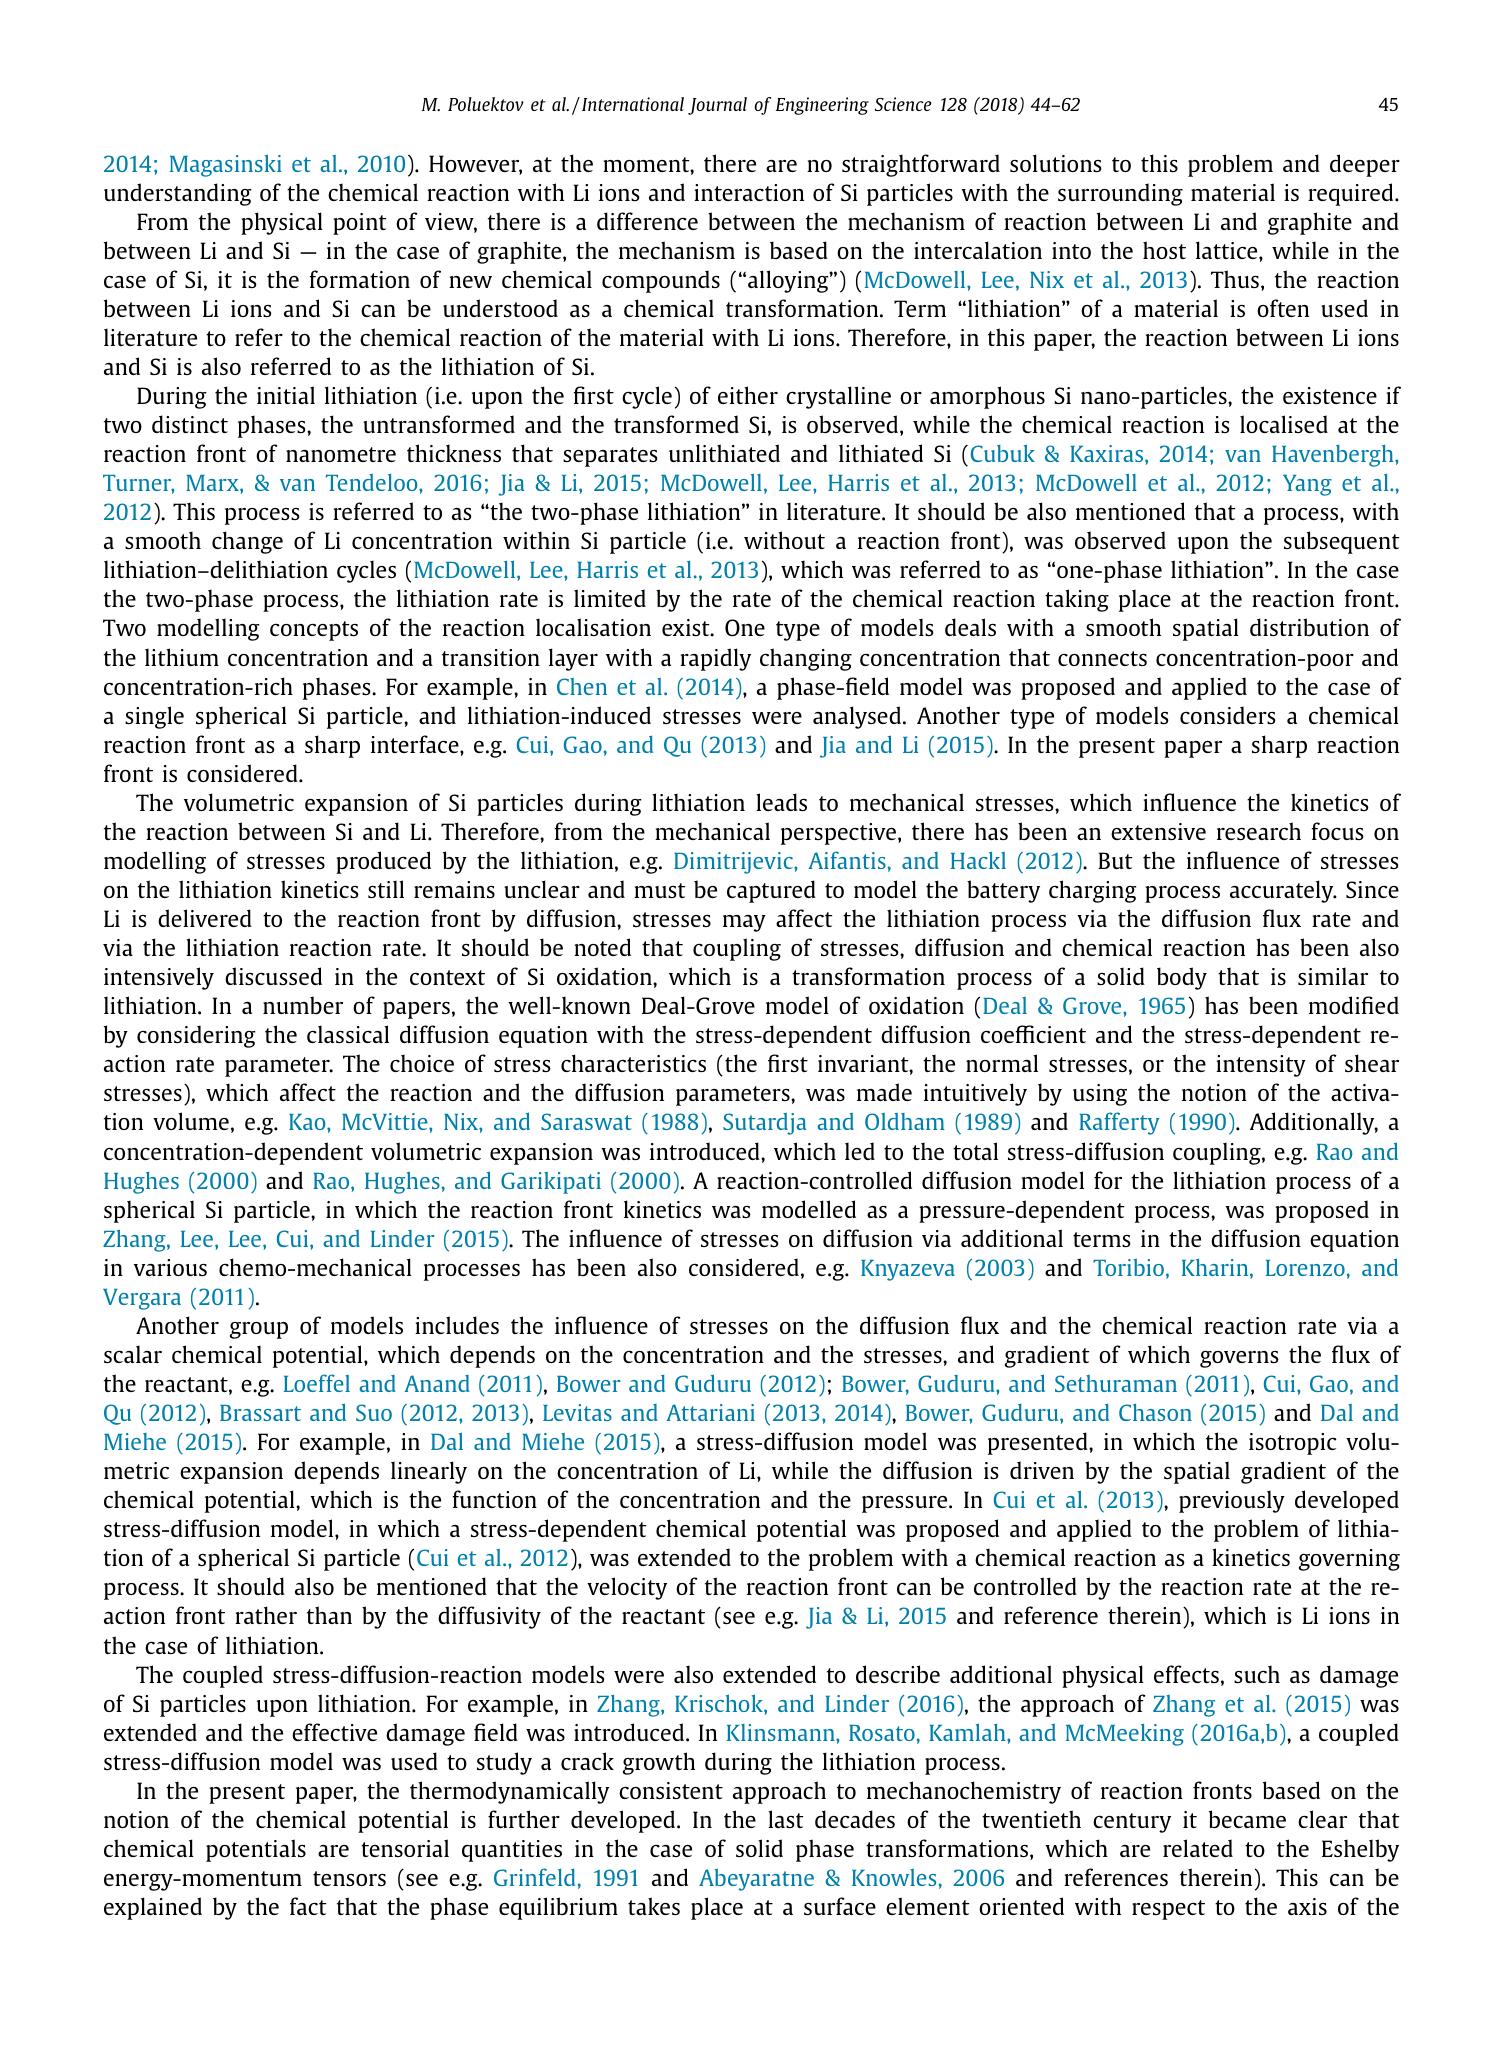 M. Poluektov et al. / International Journal of Engineering Science 128 (2018) 44–62
45
2014; Magasinski et al., 2010). However, at the moment, there are no straightforward solutions to this problem and deeper
understanding of the chemical reaction with Li ions and interaction of Si particles with the surrounding material is required.
From the physical point of view, there is a difference between the mechanism of reaction between Li and graphite and
between Li and Si — in the case of graphite, the mechanism is based on the intercalation into the host lattice, while in the
case of Si, it is the formation of new chemical compounds (“alloying”) (McDowell, Lee, Nix et al., 2013). Thus, the reaction
between Li ions and Si can be understood as a chemical transformation. Term “lithiation” of a material is often used in
literature to refer to the chemical reaction of the material with Li ions. Therefore, in this paper, the reaction between Li ions
and Si is also referred to as the lithiation of Si.
During the initial lithiation (i.e. upon the first cycle) of either crystalline or amorphous Si nano-particles, the existence if
two distinct phases, the untransformed and the transformed Si, is observed, while the chemical reaction is localised at the
reaction front of nanometre thickness that separates unlithiated and lithiated Si (Cubuk & Kaxiras, 2014; van Havenbergh,
Turner, Marx, & van Tendeloo, 2016; Jia & Li, 2015; McDowell, Lee, Harris et al., 2013; McDowell et al., 2012; Yang et al.,
2012). This process is referred to as “the two-phase lithiation” in literature. It should be also mentioned that a process, with
a smooth change of Li concentration within Si particle (i.e. without a reaction front), was observed upon the subsequent
lithiation–delithiation cycles (McDowell, Lee, Harris et al., 2013), which was referred to as “one-phase lithiation”. In the case
the two-phase process, the lithiation rate is limited by the rate of the chemical reaction taking place at the reaction front.
Two modelling concepts of the reaction localisation exist. One type of models deals with a smooth spatial distribution of
the lithium concentration and a transition layer with a rapidly changing concentration that connects concentration-poor and
concentration-rich phases. For example, in Chen et al. (2014), a phase-field model was proposed and applied to the case of
a single spherical Si particle, and lithiation-induced stresses were analysed. Another type of models considers a chemical
reaction front as a sharp interface, e.g. Cui, Gao, and Qu (2013) and Jia and Li (2015). In the present paper a sharp reaction
front is considered.
The volumetric expansion of Si particles during lithiation leads to mechanical stresses, which influence the kinetics of
the reaction between Si and Li. Therefore, from the mechanical perspective, there has been an extensive research focus on
modelling of stresses produced by the lithiation, e.g. Dimitrijevic, Aifantis, and Hackl (2012). But the influence of stresses
on the lithiation kinetics still remains unclear and must be captured to model the battery charging process accurately. Since
Li is delivered to the reaction front by diffusion, stresses may affect the lithiation process via the diffusion flux rate and
via the lithiation reaction rate. It should be noted that coupling of stresses, diffusion and chemical reaction has been also
intensively discussed in the context of Si oxidation, which is a transformation process of a solid body that is similar to
lithiation. In a number of papers, the well-known Deal-Grove model of oxidation (Deal & Grove, 1965) has been modified
by considering the classical diffusion equation with the stress-dependent diffusion coefficient and the stress-dependent re-
action rate parameter. The choice of stress characteristics (the first invariant, the normal stresses, or the intensity of shear
stresses), which affect the reaction and the diffusion parameters, was made intuitively by using the notion of the activa-
tion volume, e.g. Kao, McVittie, Nix, and Saraswat (1988), Sutardja and Oldham (1989) and Rafferty (1990). Additionally, a
concentration-dependent volumetric expansion was introduced, which led to the total stress-diffusion coupling, e.g. Rao and
Hughes (2000) and Rao, Hughes, and Garikipati (2000). A reaction-controlled diffusion model for the lithiation process of a
spherical Si particle, in which the reaction front kinetics was modelled as a pressure-dependent process, was proposed in
Zhang, Lee, Lee, Cui, and Linder (2015). The influence of stresses on diffusion via additional terms in the diffusion equation
in various chemo-mechanical processes has been also considered, e.g. Knyazeva (2003) and Toribio, Kharin, Lorenzo, and
Vergara (2011).
Another group of models includes the influence of stresses on the diffusion flux and the chemical reaction rate via a
scalar chemical potential, which depends on the concentration and the stresses, and gradient of which governs the flux of
the reactant, e.g. Loeffel and Anand (2011), Bower and Guduru (2012); Bower, Guduru, and Sethuraman (2011), Cui, Gao, and
Qu (2012), Brassart and Suo (2012, 2013), Levitas and Attariani (2013, 2014), Bower, Guduru, and Chason (2015) and Dal and
Miehe (2015). For example, in Dal and Miehe (2015), a stress-diffusion model was presented, in which the isotropic volu-
metric expansion depends linearly on the concentration of Li, while the diffusion is driven by the spatial gradient of the
chemical potential, which is the function of the concentration and the pressure. In Cui et al. (2013), previously developed
stress-diffusion model, in which a stress-dependent chemical potential was proposed and applied to the problem of lithia-
tion of a spherical Si particle (Cui et al., 2012), was extended to the problem with a chemical reaction as a kinetics governing
process. It should also be mentioned that the velocity of the reaction front can be controlled by the reaction rate at the re-
action front rather than by the diffusivity of the reactant (see e.g. Jia & Li, 2015 and reference therein), which is Li ions in
the case of lithiation.
The coupled stress-diffusion-reaction models were also extended to describe additional physical effects, such as damage
of Si particles upon lithiation. For example, in Zhang, Krischok, and Linder (2016), the approach of Zhang et al. (2015) was
extended and the effective damage field was introduced. In Klinsmann, Rosato, Kamlah, and McMeeking (2016a,b), a coupled
stress-diffusion model was used to study a crack growth during the lithiation process.
In the present paper, the thermodynamically consistent approach to mechanochemistry of reaction fronts based on the
notion of the chemical potential is further developed. In the last decades of the twentieth century it became clear that
chemical potentials are tensorial quantities in the case of solid phase transformations, which are related to the Eshelby
energy-momentum tensors (see e.g. Grinfeld, 1991 and Abeyaratne & Knowles, 2006 and references therein). This can be
explained by the fact that the phase equilibrium takes place at a surface element oriented with respect to the axis of the